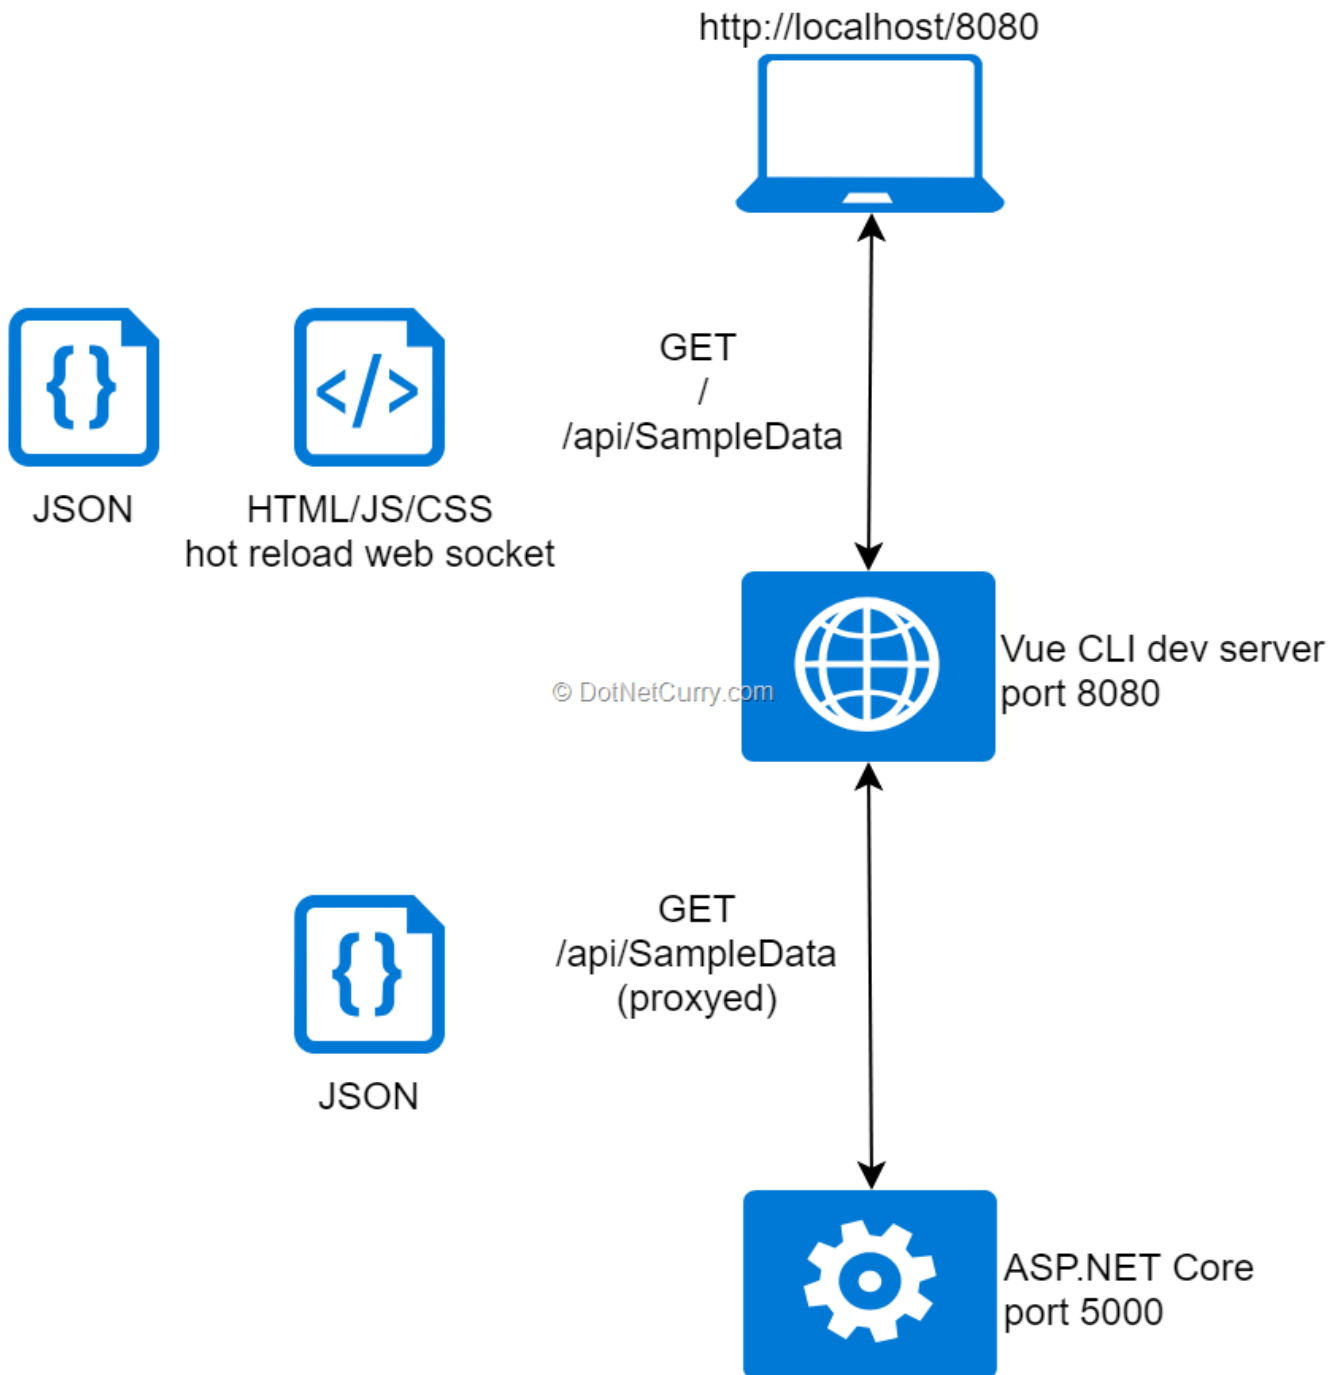 http://localhost/8080
GET
/
/api/SampleData
{}
</>
JSON
HTML/JS/CSS
hot reload web socket
Vue CLI dev server
port 8080
© DotNetCurry.com
GET
/api/SampleData
(proxyed)
{}
JSON
ASP.NET Core
port 5000